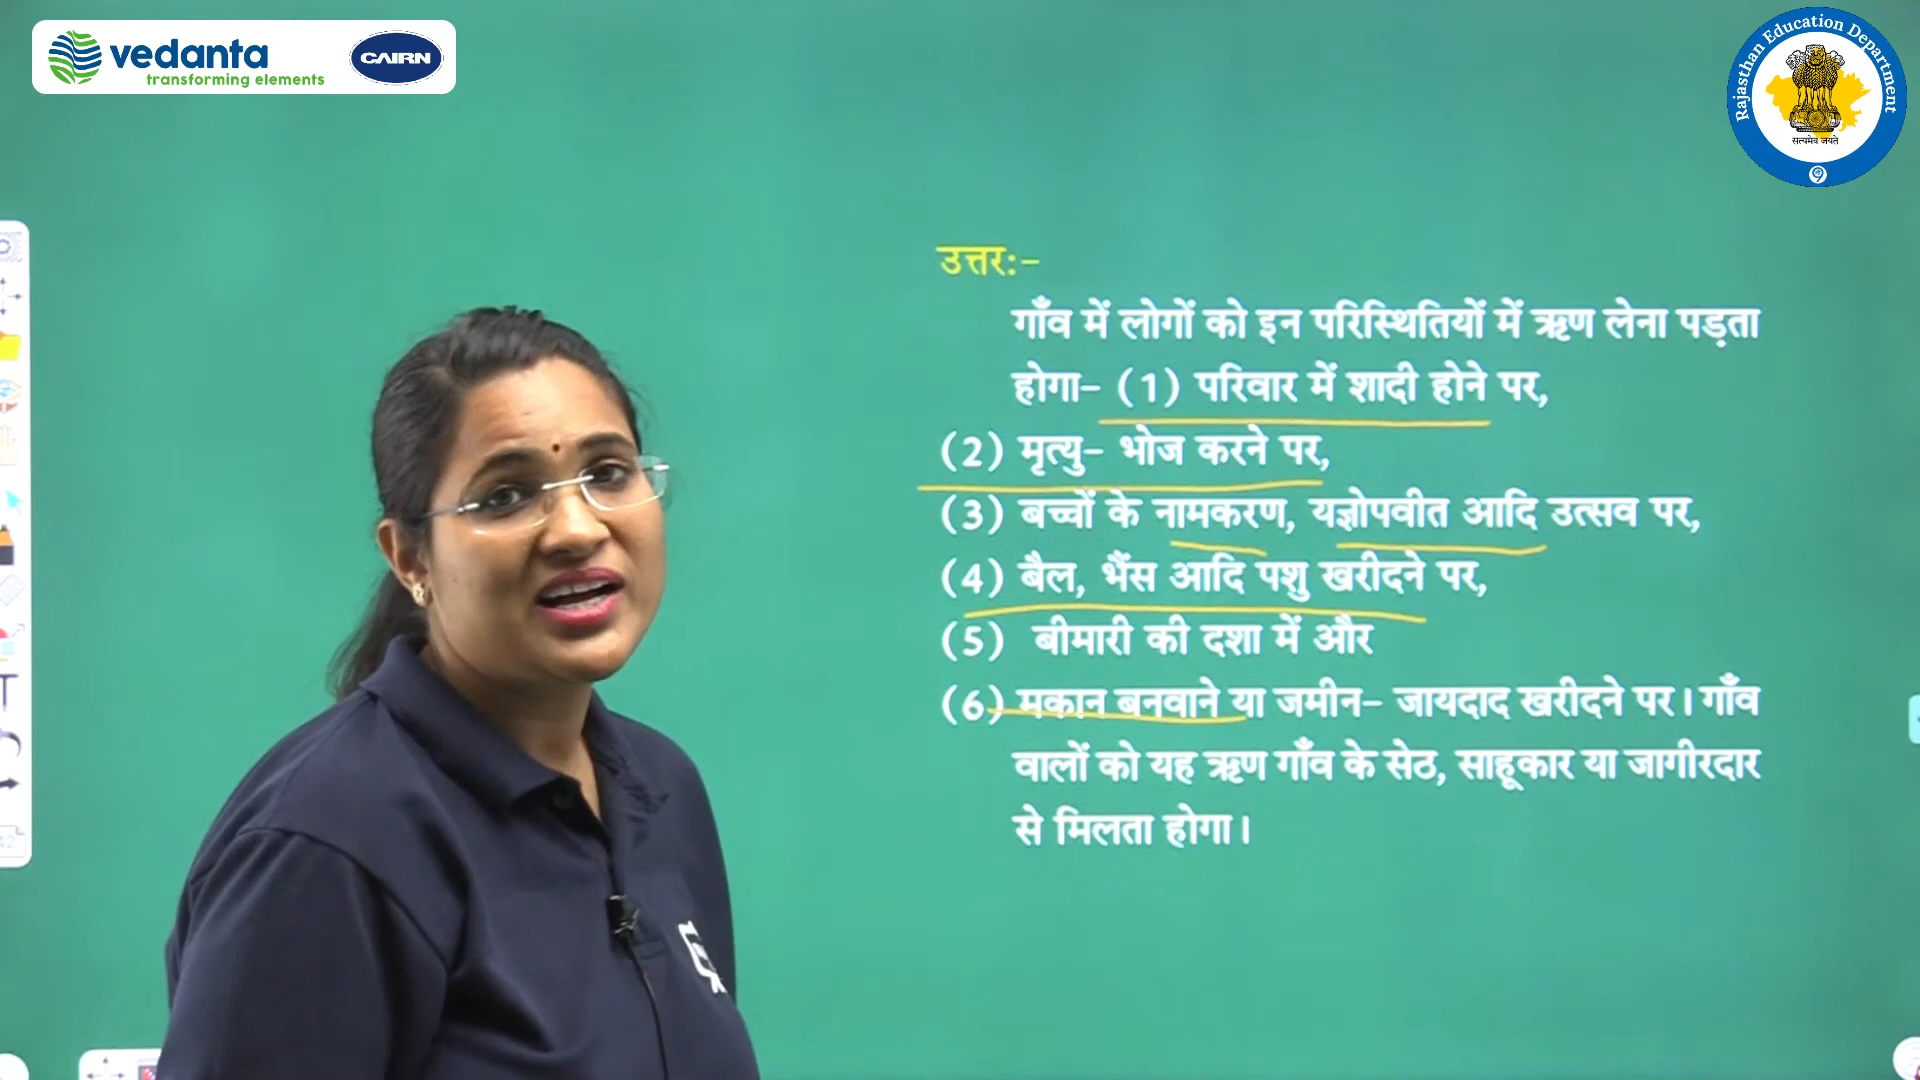 vedanta
transforming elements
CAIRN
Rajasthan Education Department
सत्यमेव जयते
उत्तर:-
गाँव में लोगों को इन परिस्थितियों में ऋण लेना पड़ता
होगा- (1) परिवार में शादी होने पर,
(2) मृत्यु- भोज करने पर,
(3) बच्चों के नामकरण, यज्ञोपवीत आदि उत्सव पर,
(4) बैल, भैंस आदि पशु खरीदने पर,
(5) बीमारी की दशा में और
(6) मकान बनवाने या जमीन- जायदाद खरीदने पर। गाँव
वालों को यह ऋण गाँव के सेठ, साहूकार या जागीरदार
से मिलता होगा।